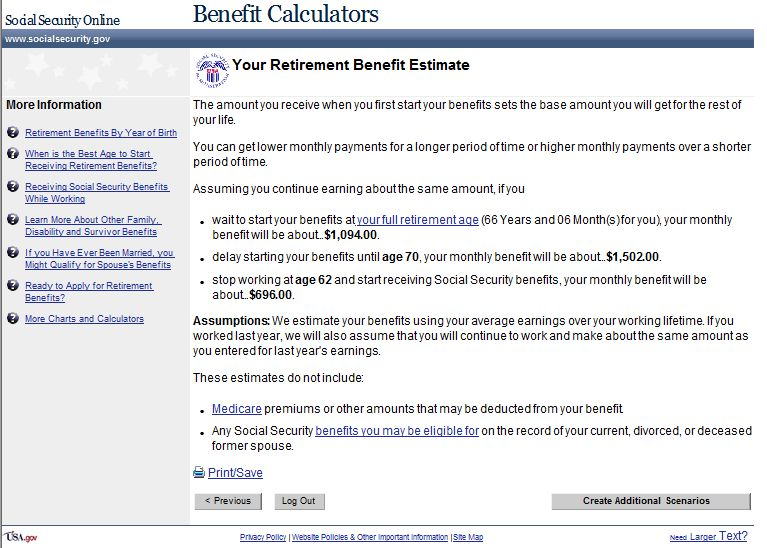 Social Security Online
Benefit Calculators
www.socialsecurity.gov
Your Retirement Benefit Estimate
More Information
Retirement Benefits By Year of Birth
When is the Best Age to Start
Receiving Retirement Benefits?
Receiving Social Security Benefits
While Working
Learn More About Other Family,
Disability and Survivor Benefits
If you Have Ever Been Married, you
Might Qualify for Spouse's Benefits
Ready to Apply for Retirement
Benefits?
More Charts and Calculators
The amount you receive when you first start your benefits sets the base amount you will get for the rest of
your life.
You can get lower monthly payments for a longer period of time or higher monthly payments over a shorter
period of time.
Assuming you continue earning about the same amount, if you
• wait to start your benefits at your full retirement age (66 Years and 06 Month(s)for you), your monthly
benefit will be about..$1,094.00.
• delay starting your benefits until age 70, your monthly benefit will be about..$1,502.00.
• stop working at age 62 and start receiving Social Security benefits, your monthly benefit will be
about..$696.00.
Assumptions: We estimate your benefits using your average earnings over your working lifetime. If you
worked last year, we will also assume that you will continue to work and make about the same amount as
you entered for last year's earnings.
These estimates do not include:
• Medicare premiums or other amounts that may be deducted from your benefit.
• Any Social Security benefits you may be eligible for on the record of your current, divorced, or deceased
former spouse.
Print/Save
< Previous
Log Out
Create Additional Scenarios
USA.gov
Privacy Policy | Website Policies & Other Important Information | Site Map
Need Larger Text?